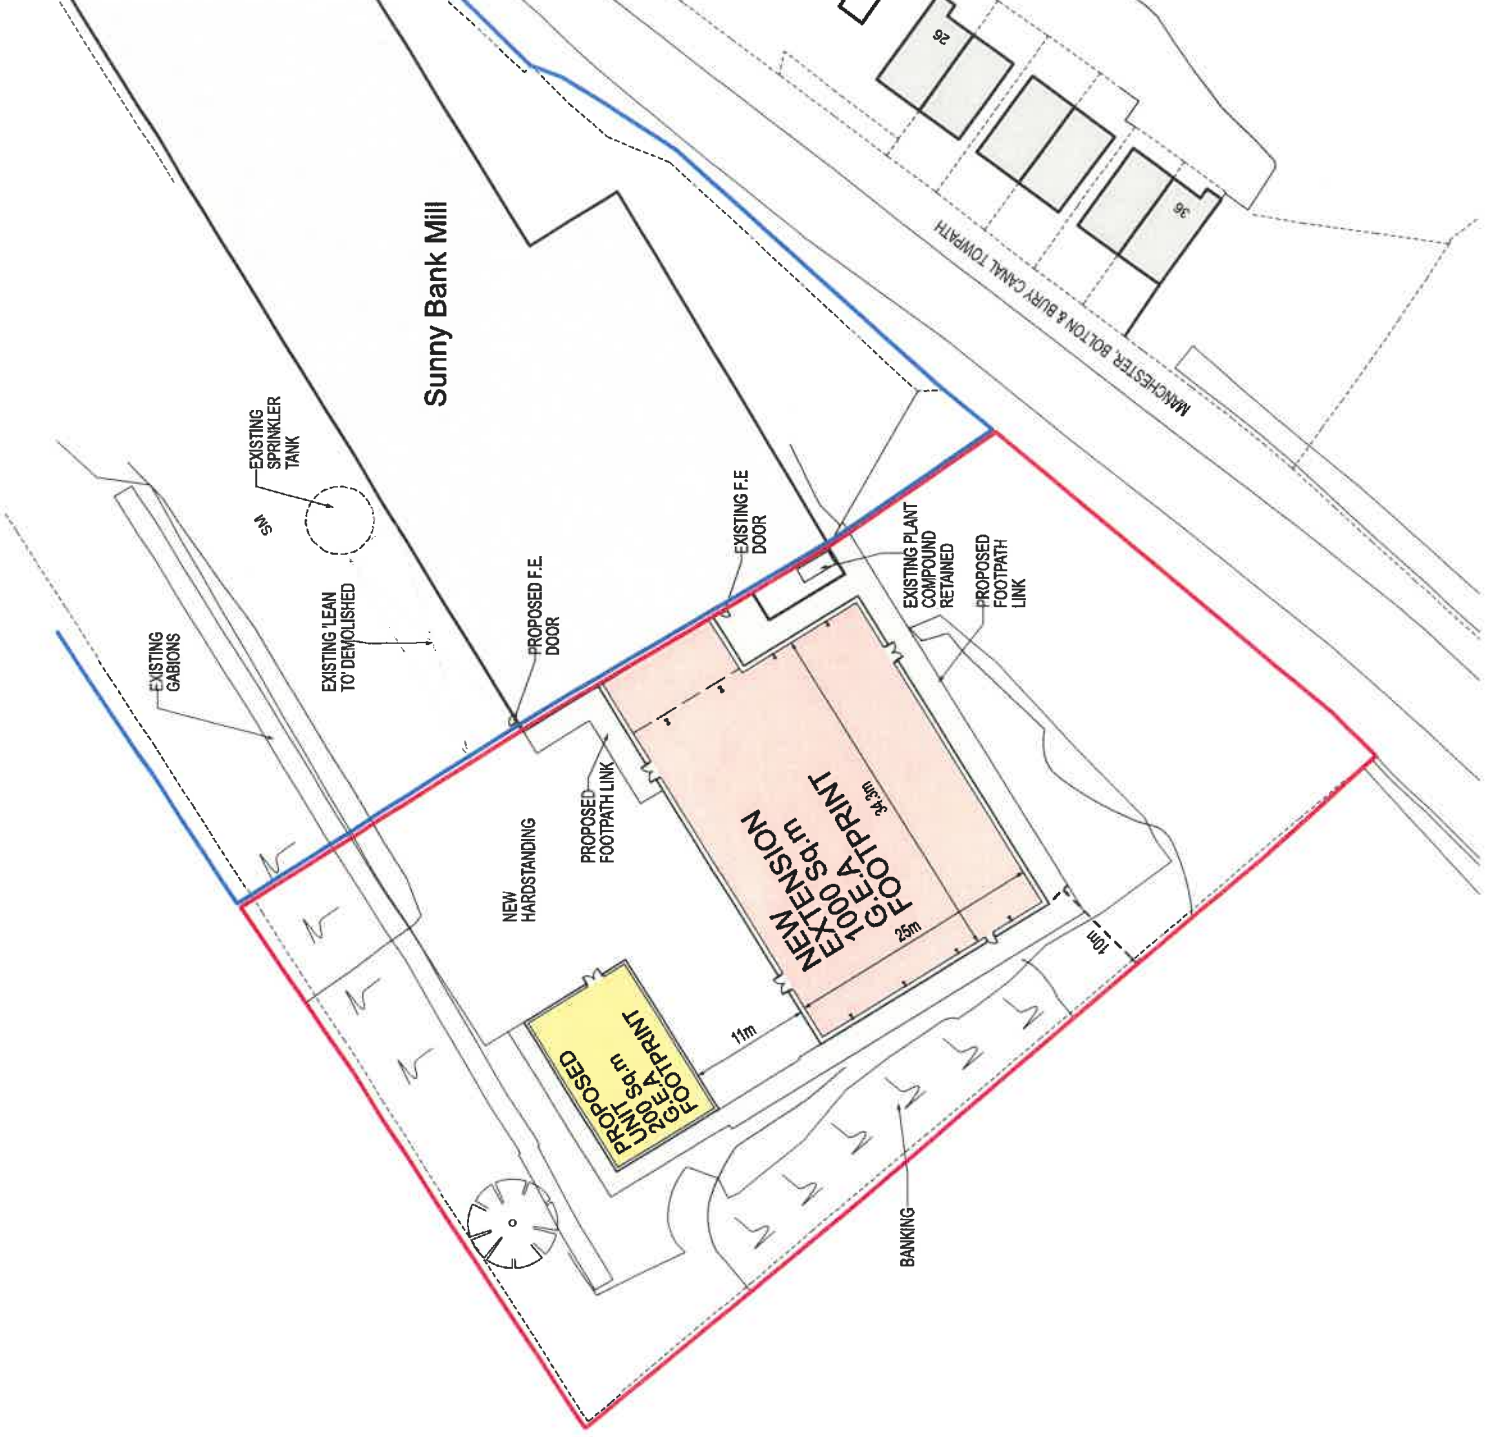 26
36
MANCHESTER, BOLTON & BURY CANAL TOWPATH
Sunny Bank Mill
EXISTING
SPRINKLER
TANK
SM
EXISTING 'LEAN
TO' DEMOLISHED
EXISTING
GABIONS
PROPOSED F.E.
DOOR
EXISTING F.E
DOOR
EXISTING PLANT
COMPOUND
RETAINED
PROPOSED
FOOTPATH
LINK
PROPOSED
FOOTPATH LINK
NEW
HARDSTANDING
NEW
EXTENSION
1000 Sq.m
G.E.A
FOOTPRINT
34.3m
25m
11m
10m
PROPOSED
UNIT
200 Sq.m
G.E.A
FOOTPRINT
BANKING